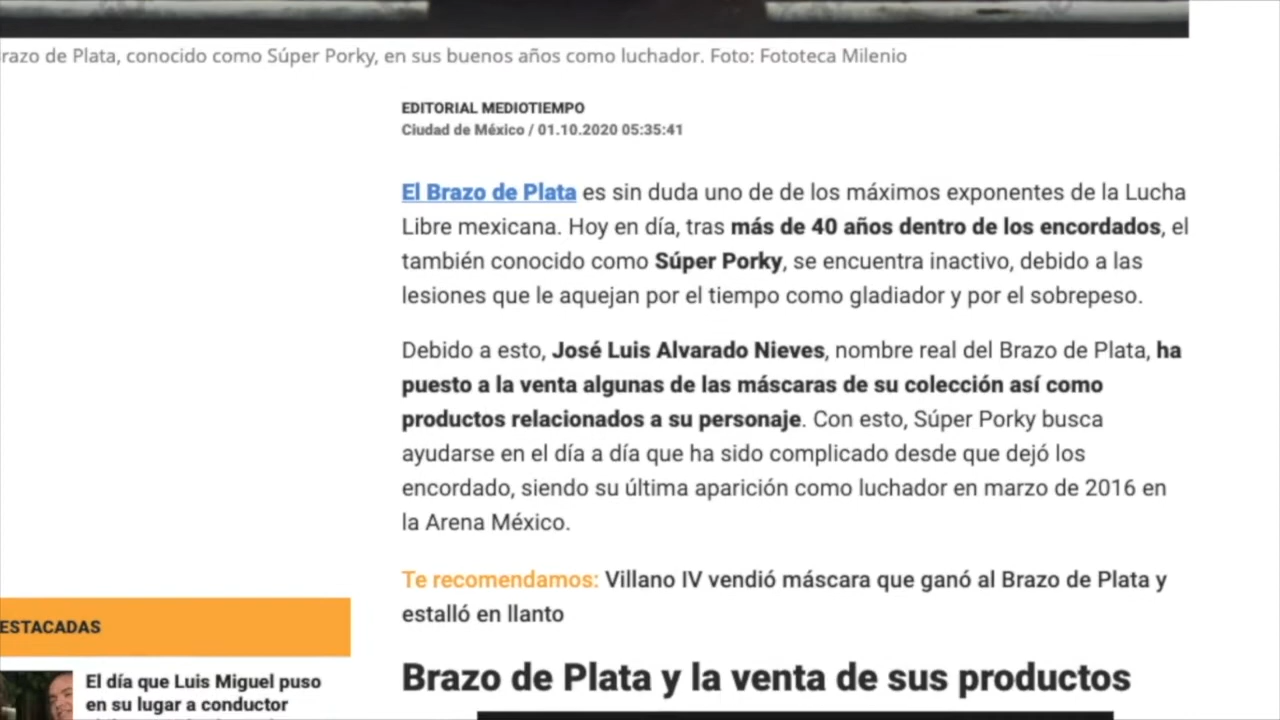 razo de Plata, conocido como Súper Porky, en sus buenos años como luchador. Foto: Fototeca Milenio
EDITORIAL MEDIOTIEMPO
Ciudad de México / 01.10.2020 05:35:41
El Brazo de Plata es sin duda uno de de los máximos exponentes de la Lucha
Libre mexicana. Hoy en día, tras más de 40 años dentro de los encordados, el
también conocido como Súper Porky, se encuentra inactivo, debido a las
lesiones que le aquejan por el tiempo como gladiador y por el sobrepeso.
Debido a esto, José Luis Alvarado Nieves, nombre real del Brazo de Plata, ha
puesto a la venta algunas de las máscaras de su colección así como
productos relacionados a su personaje. Con esto, Súper Porky busca
ayudarse en el día a día que ha sido complicado desde que dejó los
encordado, siendo su última aparición como luchador en marzo de 2016 en
la Arena México.
Te recomendamos: Villano IV vendió máscara que ganó al Brazo de Plata y
estalló en llanto
ESTACADAS
El día que Luis Miguel puso
en su lugar a conductor
Brazo de Plata y la venta de sus productos